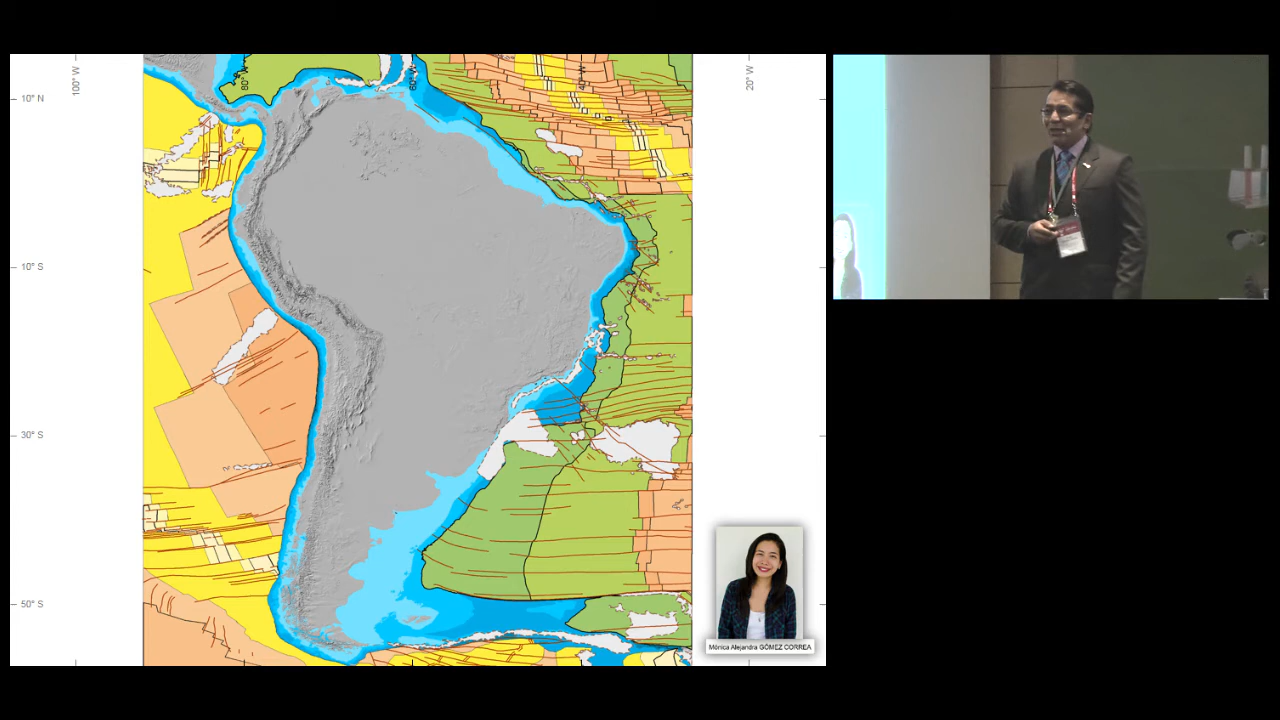 100° W
80° W
60° W
40° W
20° W
10° N
10° S
30° S
50° S
Mónica Alejandra GÓMEZ CORREA